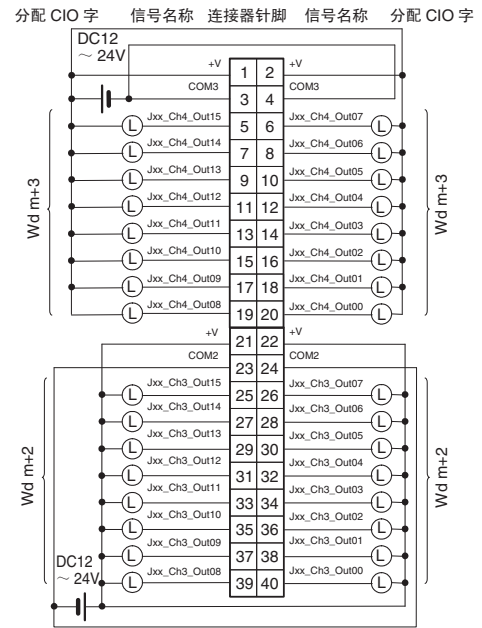 分配 CIO 字 信号名称 连接器针脚 信号名称 分配 CIO 字
DC12
～ 24V
+V 1 2 +V
COM3 3 4 COM3
Jxx_Ch4_Out15 5 6 Jxx_Ch4_Out07
L L
Jxx_Ch4_Out14 7 8 Jxx_Ch4_Out06
L L
Jxx_Ch4_Out13 9 10 Jxx_Ch4_Out05
L L
Wd m+3 Wd m+3
Jxx_Ch4_Out12 11 12 Jxx_Ch4_Out04
L L
Jxx_Ch4_Out11 13 14 Jxx_Ch4_Out03
L L
Jxx_Ch4_Out10 15 16 Jxx_Ch4_Out02
L L
Jxx_Ch4_Out09 17 18 Jxx_Ch4_Out01
L L
Jxx_Ch4_Out08 19 20 Jxx_Ch4_Out00
L L
+V 21 22 +V
COM2 23 24 COM2
Jxx_Ch3_Out15 25 26 Jxx_Ch3_Out07
L L
Jxx_Ch3_Out14 27 28 Jxx_Ch3_Out06
L L
Jxx_Ch3_Out13 29 30 Jxx_Ch3_Out05
L L
Jxx_Ch3_Out12 31 32 Jxx_Ch3_Out04
L L
Wd m+2 Wd m+2
Jxx_Ch3_Out11 33 34 Jxx_Ch3_Out03
L L
Jxx_Ch3_Out10 35 36 Jxx_Ch3_Out02
L L
Jxx_Ch3_Out09 37 38 Jxx_Ch3_Out01
L L
DC12
～ 24V
Jxx_Ch3_Out08 39 40 Jxx_Ch3_Out00
L L